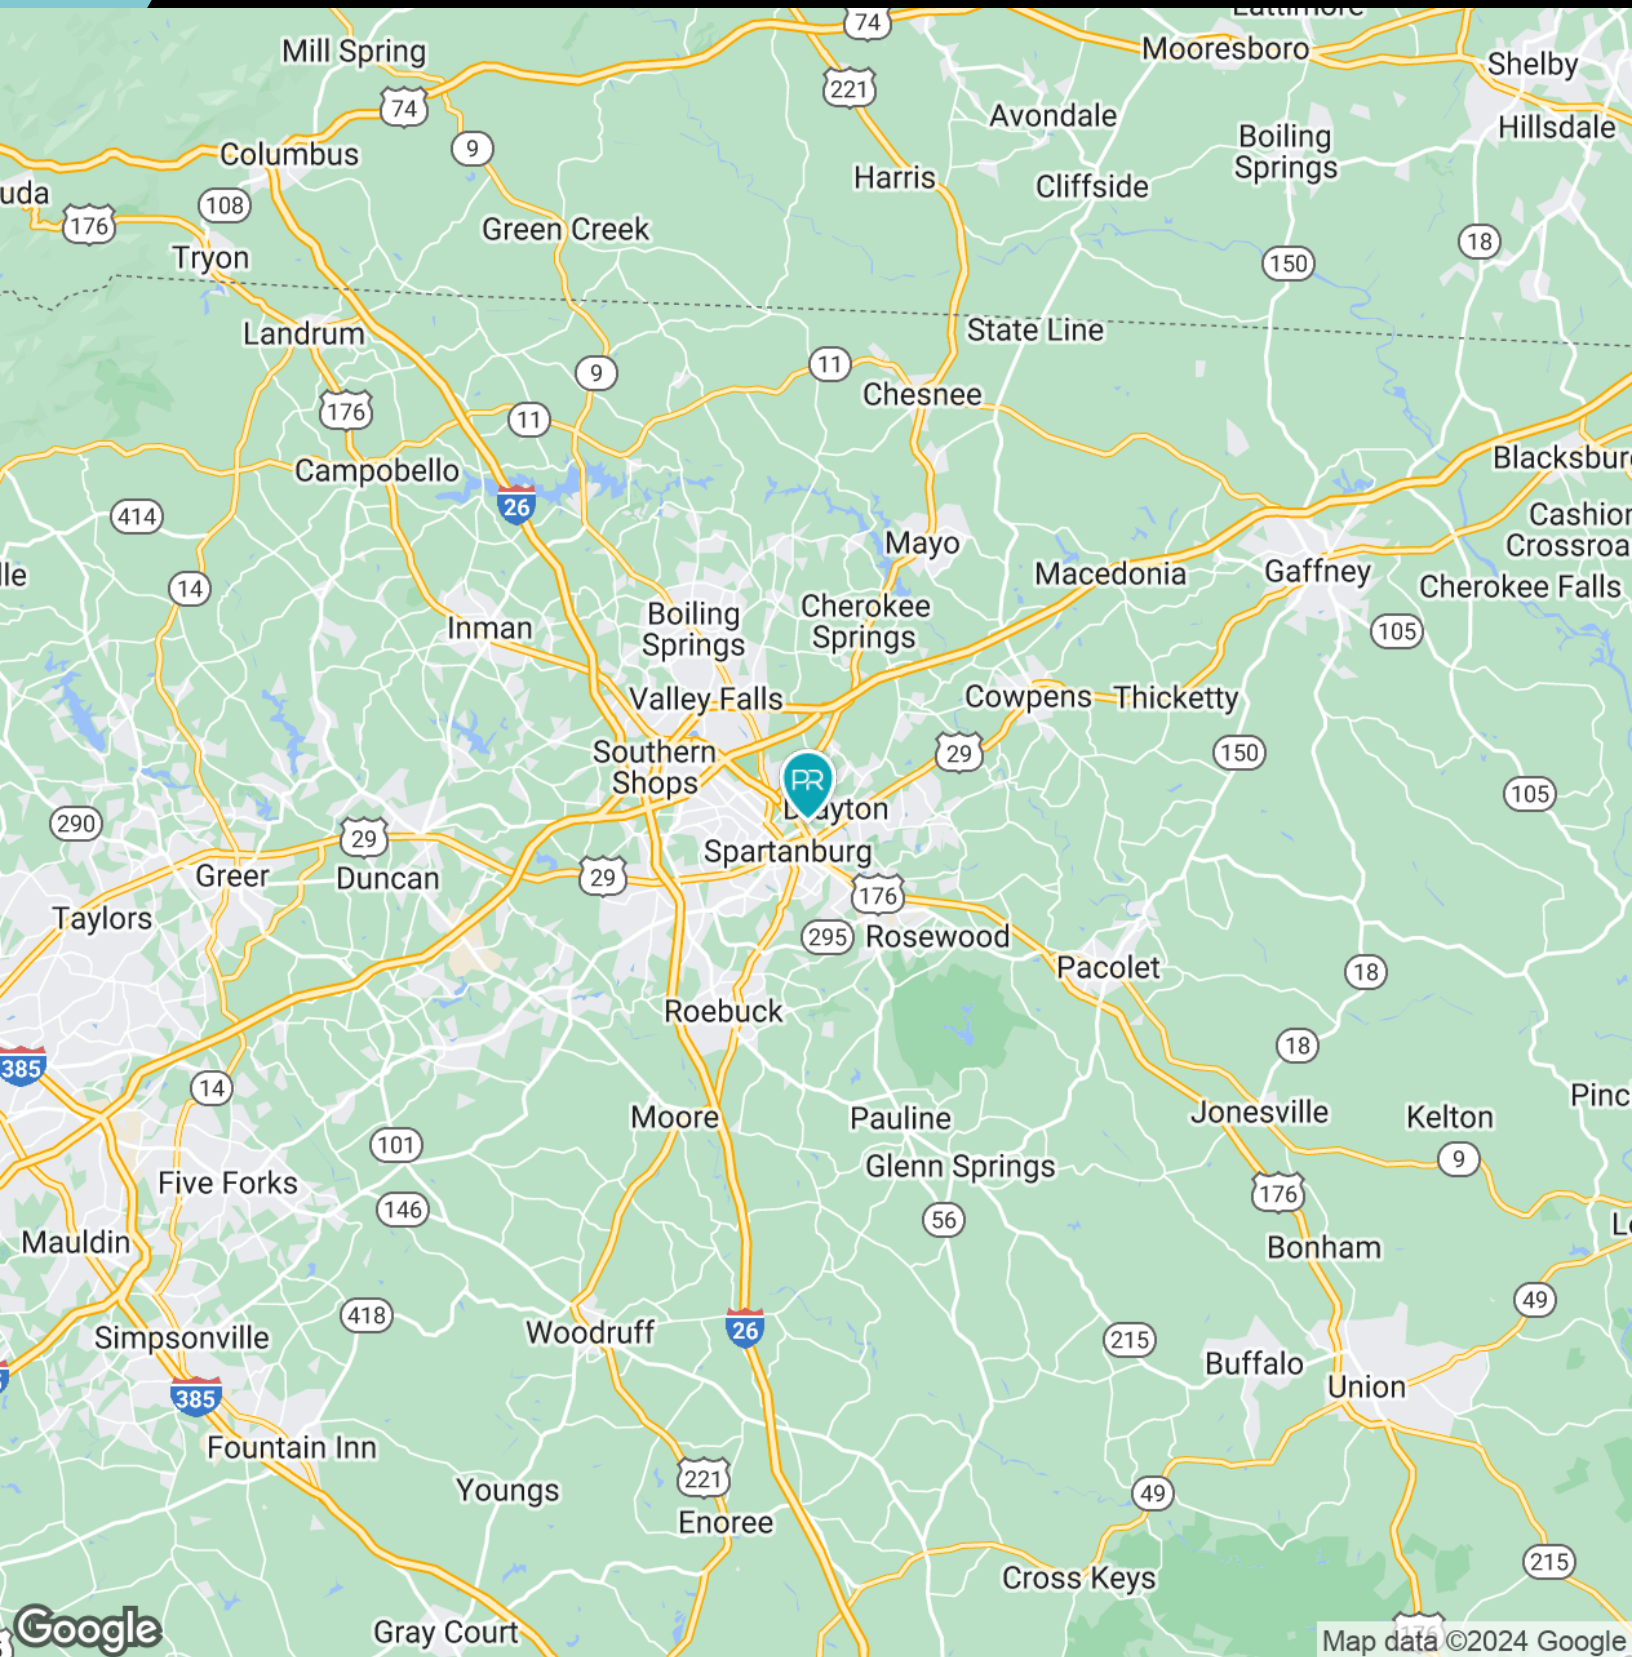 Lattimore
74
Mill Spring
Mooresboro
Shelby
221
74
Avondale
Hillsdale
Boiling
Springs
9
Columbus
Harris
Cliffside
uda
108
176
Green Creek
18
Tryon
150
State Line
Landrum
11
9
Chesnee
176
11
Blacksbur
Campobello
26
414
Cashion
Crossroa
Mayo
lle
Macedonia
Gaffney
14
Cherokee Falls
Boiling
Springs
Cherokee
Springs
Inman
105
Valley Falls
Cowpens
Thicketty
Southern
Shops
29
150
PR
105
Drayton
290
29
Spartanburg
Greer
Duncan
29
176
Taylors
295
Rosewood
Pacolet
18
Roebuck
18
385
14
Pinc
Moore
Pauline
Jonesville
Kelton
101
Glenn Springs
9
Five Forks
176
146
56
Mauldin
Bonham
49
418
26
Simpsonville
Woodruff
215
Buffalo
Union
385
Fountain Inn
221
Youngs
49
Enoree
215
Cross Keys
Google
Gray Court
176
Map data ©2024 Google